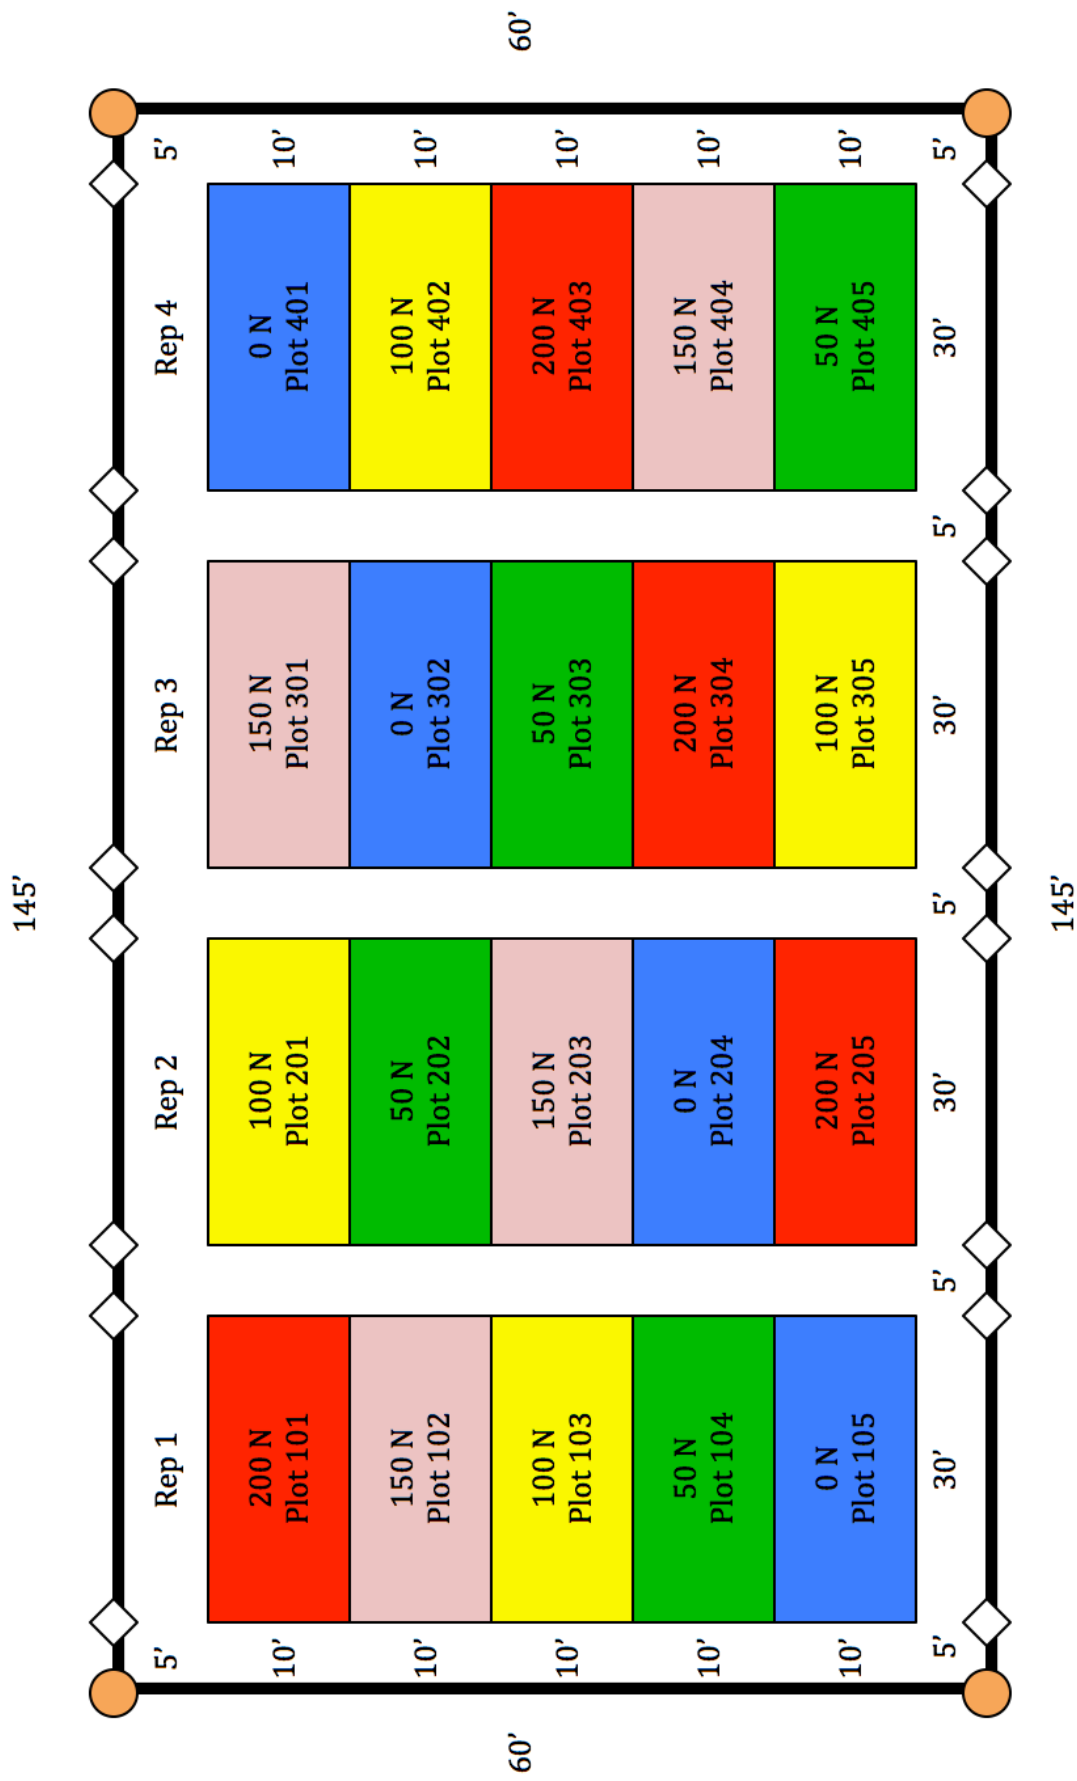 145’
5’
Rep 1
Rep 2
Rep 3
Rep 4
5’
10’
200 N
Plot 101
100 N
Plot 201
150 N
Plot 301
0 N
Plot 401
10’
10’
150 N
Plot 102
50 N
Plot 202
0 N
Plot 302
100 N
Plot 402
10’
60’
10’
100 N
Plot 103
150 N
Plot 203
50 N
Plot 303
200 N
Plot 403
10’
60’
10’
50 N
Plot 104
0 N
Plot 204
200 N
Plot 304
150 N
Plot 404
10’
10’
0 N
Plot 105
200 N
Plot 205
100 N
Plot 305
50 N
Plot 405
10’
5’
30’
5’
30’
5’
30’
5’
30’
5’
145’